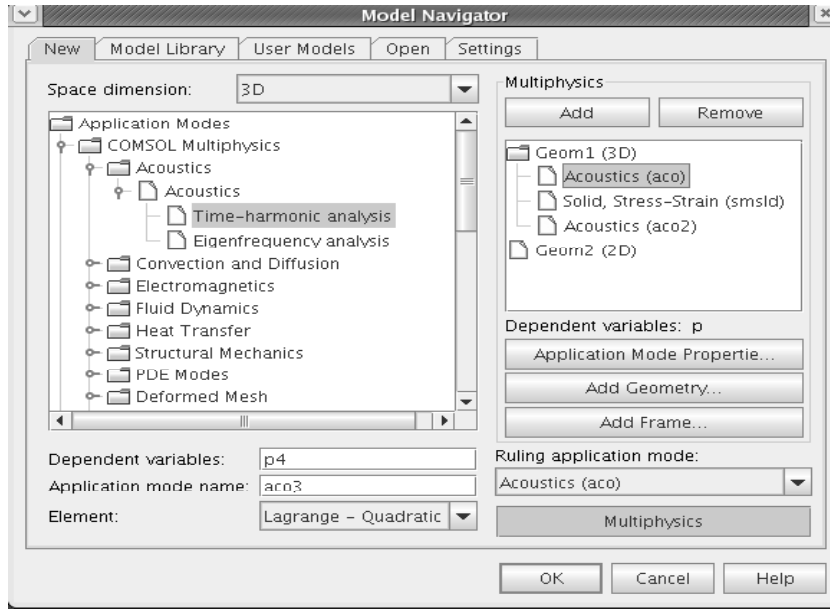 Model Navigator
New
Model Library
User Models
Open
Settings
Space dimension:
3D
Application Modes
COMSOL Multiphysics
Acoustics
Acoustics
Time-harmonic analysis
Eigenfrequency analysis
Convection and Diffusion
Electromagnetics
Fluid Dynamics
Heat Transfer
Structural Mechanics
PDE Modes
Deformed Mesh
Dependent variables:
p4
Application mode name:
aco3
Element:
Lagrange - Quadratic
Multiphysics
Add
Remove
Geom1 (3D)
Acoustics (aco)
Solid, Stress-Strain (smsld)
Acoustics (aco2)
Geom2 (2D)
Dependent variables: p
Application Mode Propertie...
Add Geometry...
Add Frame...
Ruling application mode:
Acoustics (aco)
Multiphysics
OK
Cancel
Help